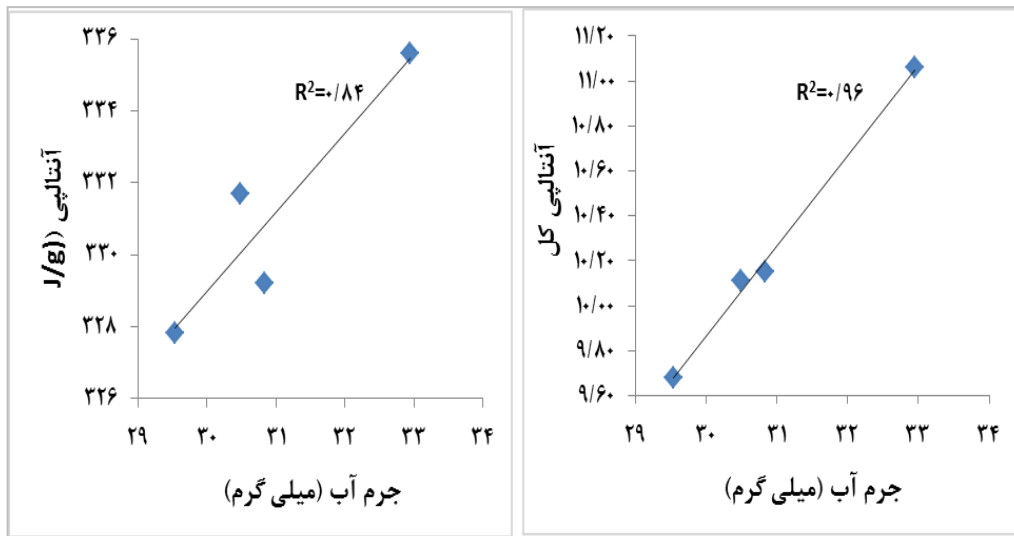 ۳۳۶
۳۳۴
۳۳۲
۳۳۰
۳۲۸
۳۲۶
آنتالپی (J/g)
R²=۰/۸۴
۲۹ ۳۰ ۳۱ ۳۲ ۳۳ ۳۴
جرم آب (میلی گرم)
۱۱/۲۰
۱۱/۰۰
۱۰/۸۰
۱۰/۶۰
۱۰/۴۰
۱۰/۲۰
۱۰/۰۰
۹/۸۰
۹/۶۰
آنتالپی کل
R²=۰/۹۶
۲۹ ۳۰ ۳۱ ۳۲ ۳۳ ۳۴
جرم آب (میلی گرم)